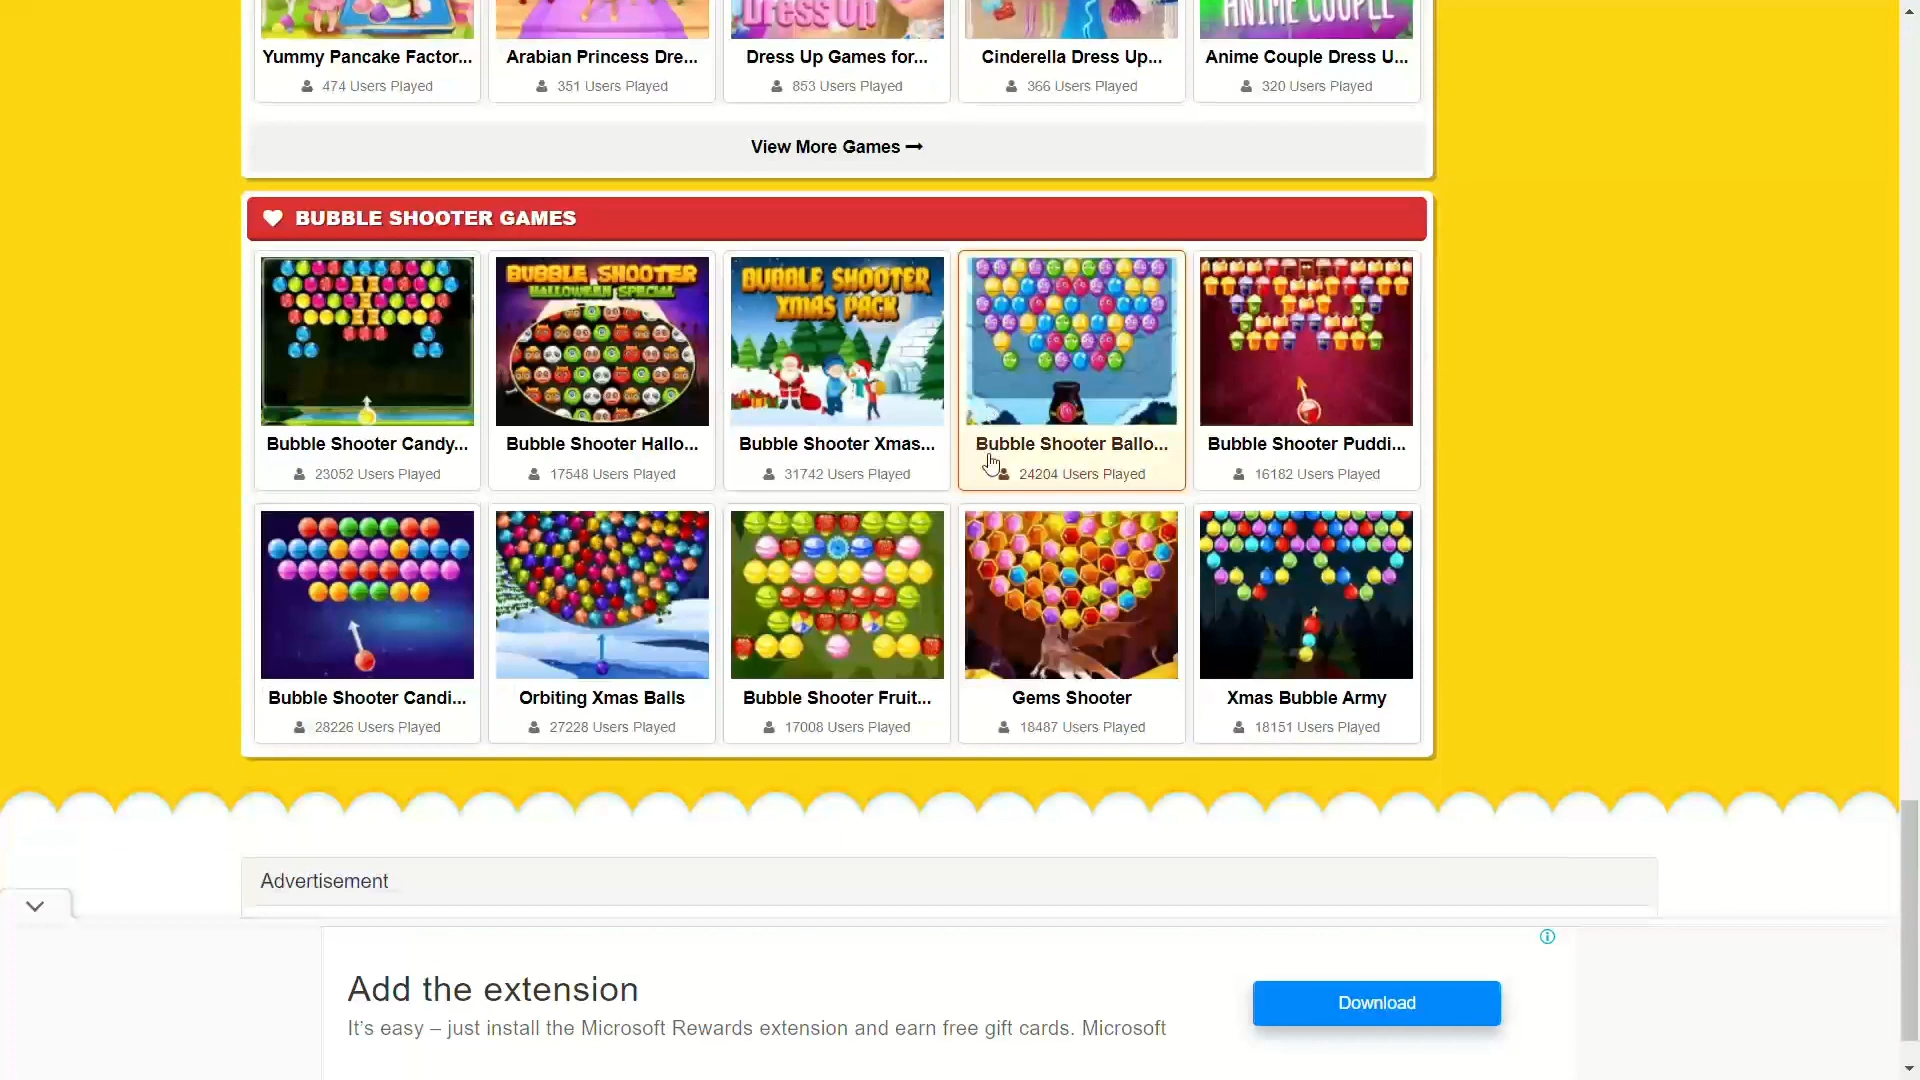 Dress Up
ANIME COUPLE
Yummy Pancake Factor...
Arabian Princess Dre...
Dress Up Games for...
Cinderella Dress Up...
Anime Couple Dress U...
474 Users Played
351 Users Played
853 Users Played
366 Users Played
320 Users Played
View More Games
BUBBLE SHOOTER GAMES
BUBBLE SHOOTER
HALLOWEEN SPECIAL
BUBBLE SHOOTER
XMAS PACK
Bubble Shooter Candy...
Bubble Shooter Hallo...
Bubble Shooter Xmas...
Bubble Shooter Ballo...
Bubble Shooter Puddi...
23052 Users Played
17548 Users Played
31742 Users Played
24204 Users Played
16182 Users Played
Bubble Shooter Candi...
Orbiting Xmas Balls
Bubble Shooter Fruit...
Gems Shooter
Xmas Bubble Army
28226 Users Played
27228 Users Played
17008 Users Played
18487 Users Played
18151 Users Played
Advertisement
Add the extension
It's easy – just install the Microsoft Rewards extension and earn free gift cards. Microsoft
Download